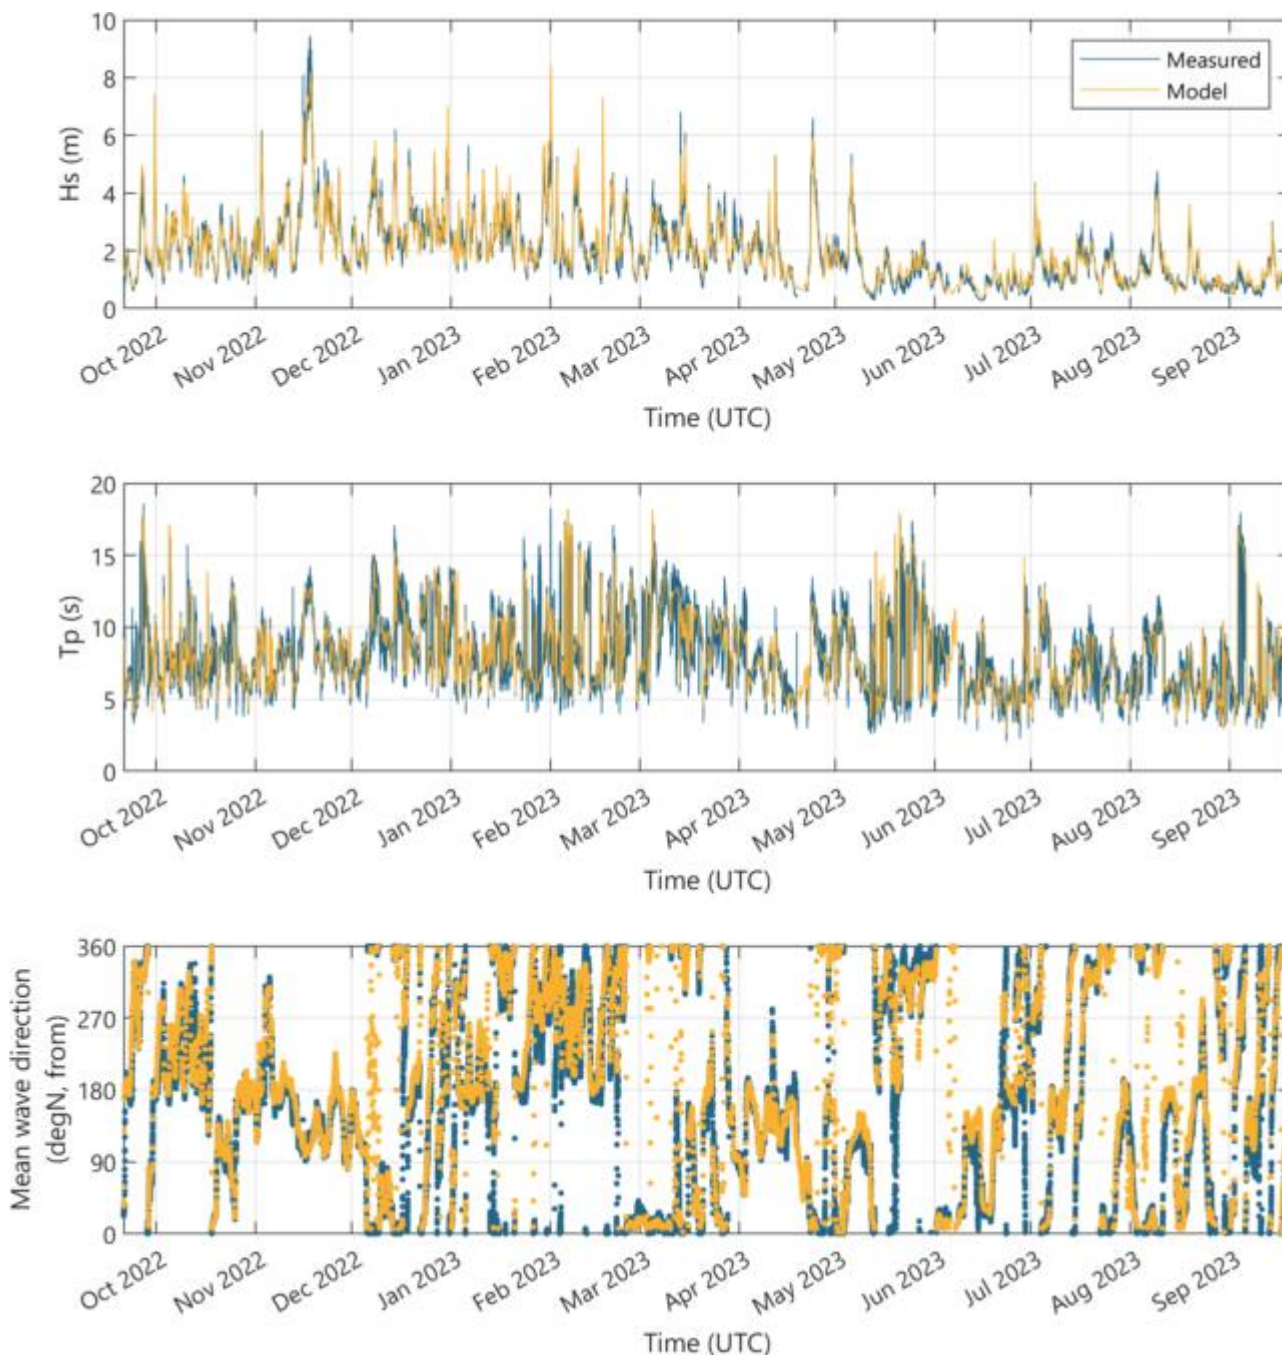 10
8
6
4
2
0
Hs (m)
Measured
Model
Oct 2022
Nov 2022
Dec 2022
Jan 2023
Feb 2023
Mar 2023
Apr 2023
May 2023
Jun 2023
Jul 2023
Aug 2023
Sep 2023
Time (UTC)
20
15
10
5
0
Tp (s)
Oct 2022
Nov 2022
Dec 2022
Jan 2023
Feb 2023
Mar 2023
Apr 2023
May 2023
Jun 2023
Jul 2023
Aug 2023
Sep 2023
Time (UTC)
360
270
180
90
0
Mean wave direction
(degN, from)
Oct 2022
Nov 2022
Dec 2022
Jan 2023
Feb 2023
Mar 2023
Apr 2023
May 2023
Jun 2023
Jul 2023
Aug 2023
Sep 2023
Time (UTC)